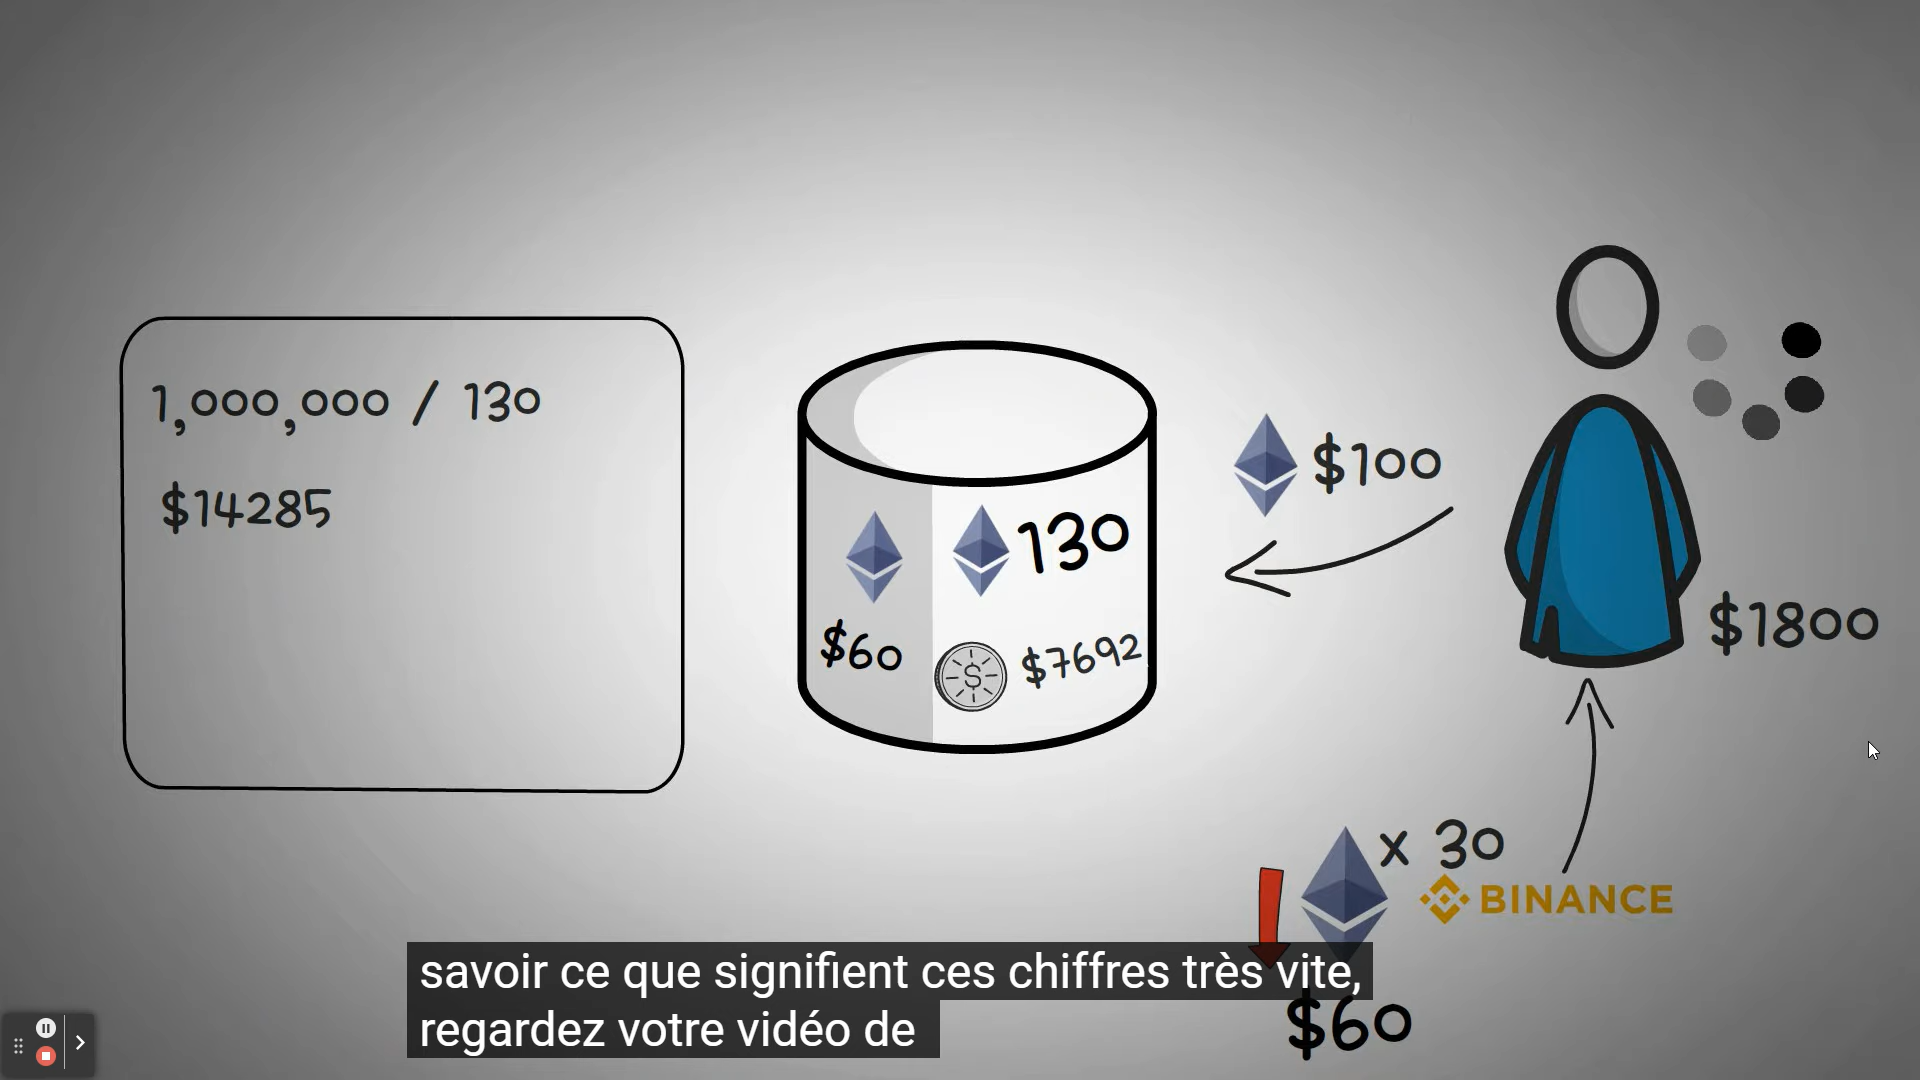 1,000,000 / 130
$14285
130
$60
$7692
$100
$1800
x 30
BINANCE
savoir ce que signifient ces chiffres très vite,
regardez votre vidéo de
$60